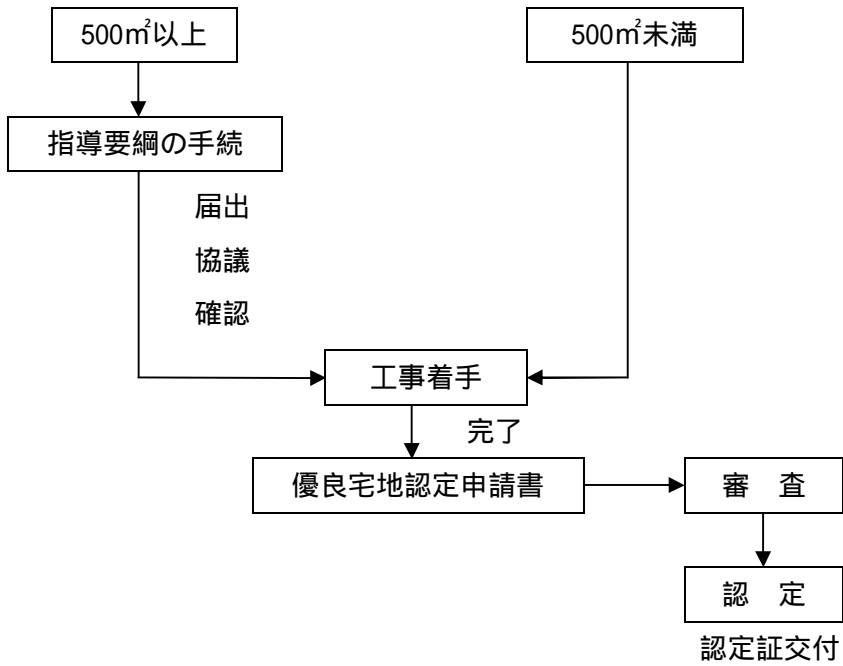 500㎡以上
500㎡未満
指導要綱の手続
届出
協議
確認
工事着手
完了
優良宅地認定申請書
審　査
認　定
認定証交付